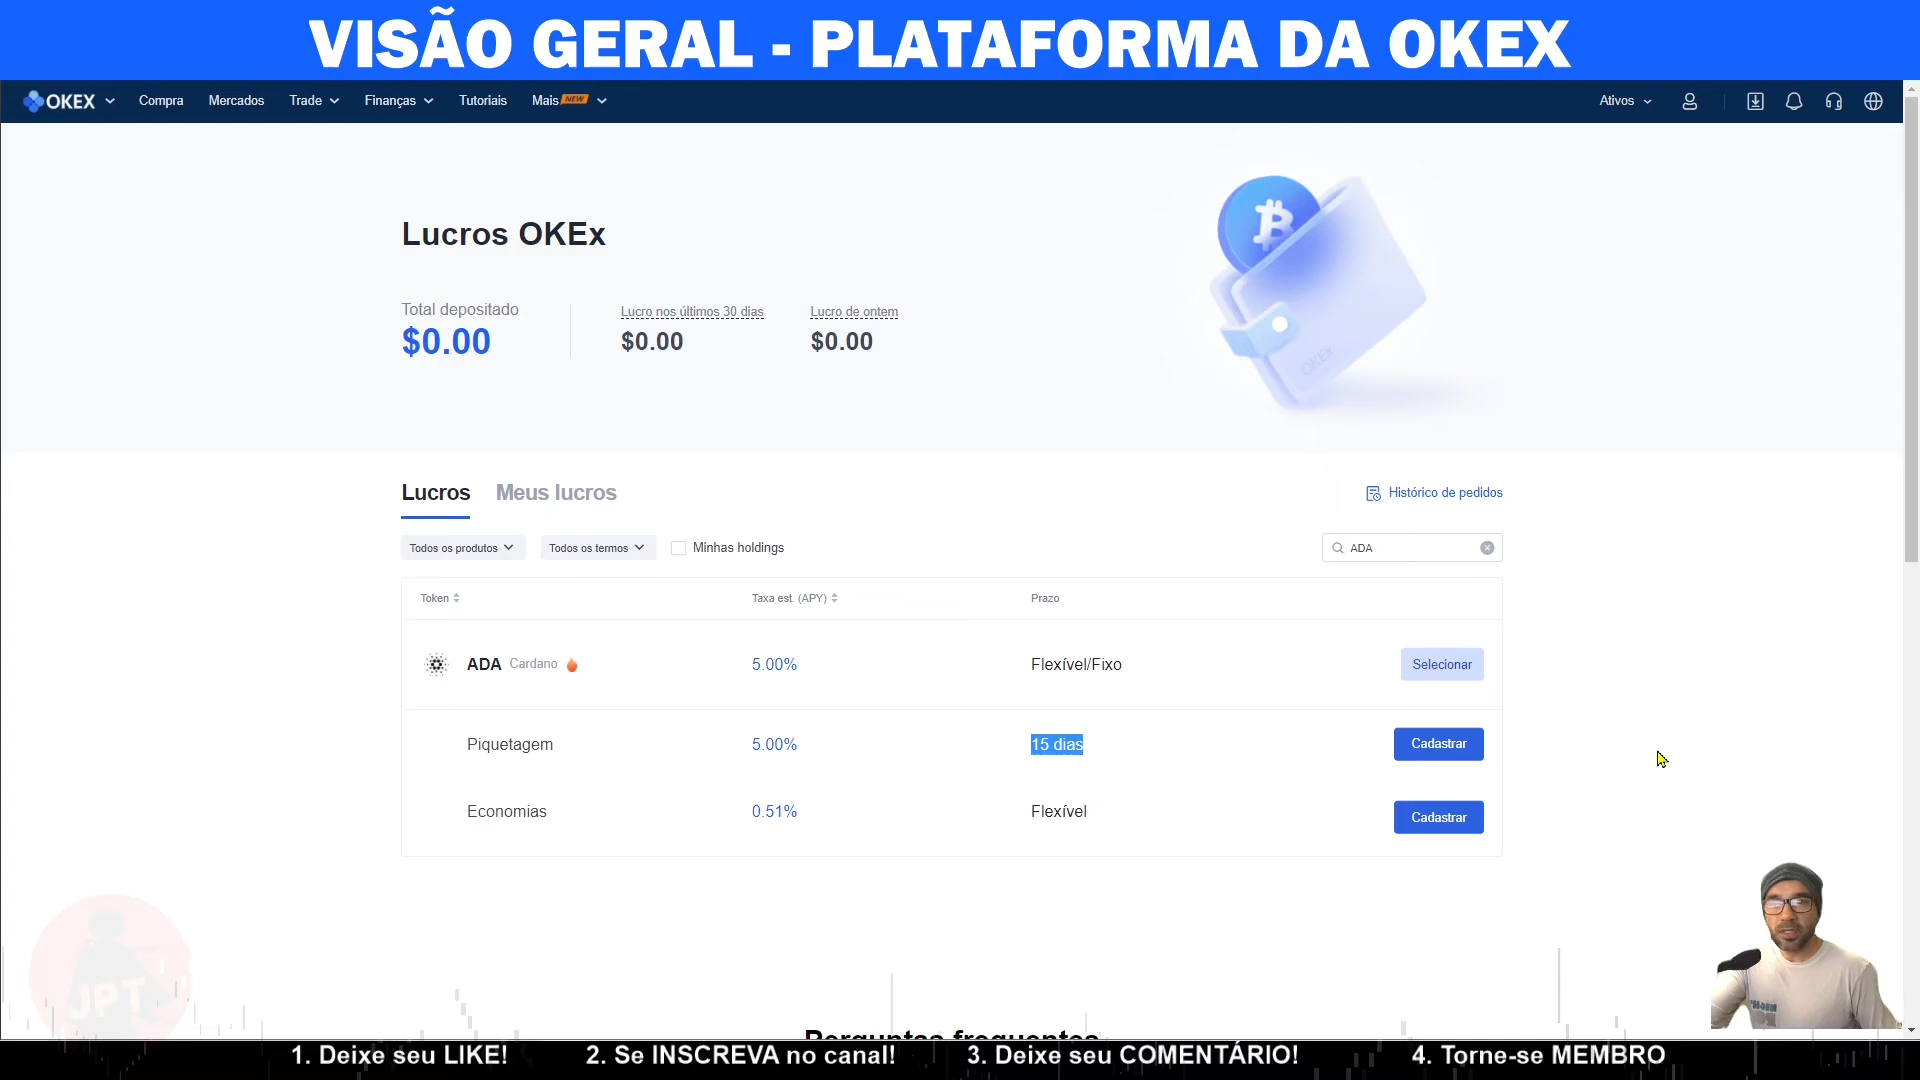 VISÃO GERAL - PLATAFORMA DA OKEX
OKEX Compra Mercados Trade Finanças Tutoriais Mais NEW Ativos
Lucros OKEx
Total depositado Lucro nos últimos 30 dias Lucro de ontem
$0.00 $0.00 $0.00
OKEx
Lucros Meus lucros Histórico de pedidos
Todos os produtos Todos os termos Minhas holdings ADA
Token Taxa est. (APY) Prazo
ADA Cardano 5.00% Flexível/Fixo Selecionar
Piquetagem 5.00% 15 dias Cadastrar
Economias 0.51% Flexível Cadastrar
JPT
Perguntas frequentes
1. Deixe seu LIKE! 2. Se INSCREVA no canal! 3. Deixe seu COMENTÁRIO! 4. Torne-se MEMBRO